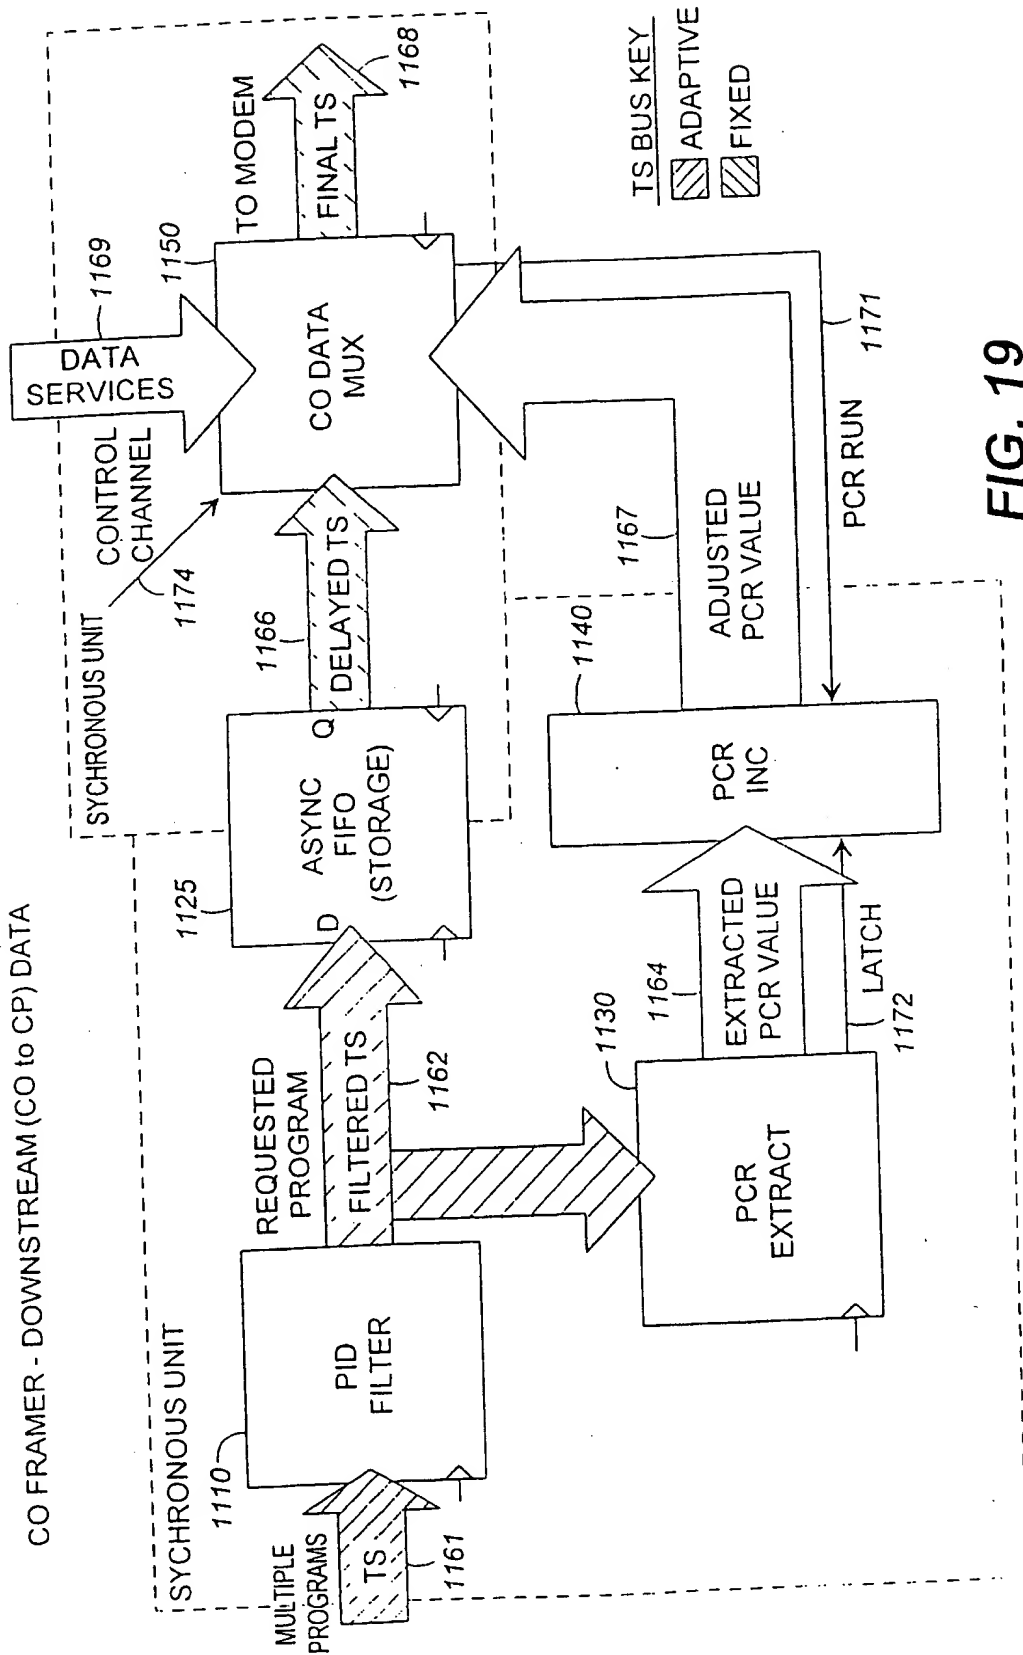 CO FRAMER - DOWNSTREAM (CO to CP) DATA
SYCHRONOUS UNIT
MULTIPLE
PROGRAMS
TS
1161
1110
PID
FILTER
REQUESTED
PROGRAM
FILTERED TS
1162
1125
D
Q
ASYNC
FIFO
(STORAGE)
1166
DELAYED TS
SYCHRONOUS UNIT
1174
CONTROL
CHANNEL
DATA
SERVICES
1169
1150
CO DATA
MUX
TO MODEM
FINAL TS
1168
1130
PCR
EXTRACT
1164
EXTRACTED
PCR VALUE
LATCH
1172
1140
PCR
INC
1167
ADJUSTED
PCR VALUE
PCR RUN
1171
TS BUS KEY
ADAPTIVE
FIXED
FIG. 19